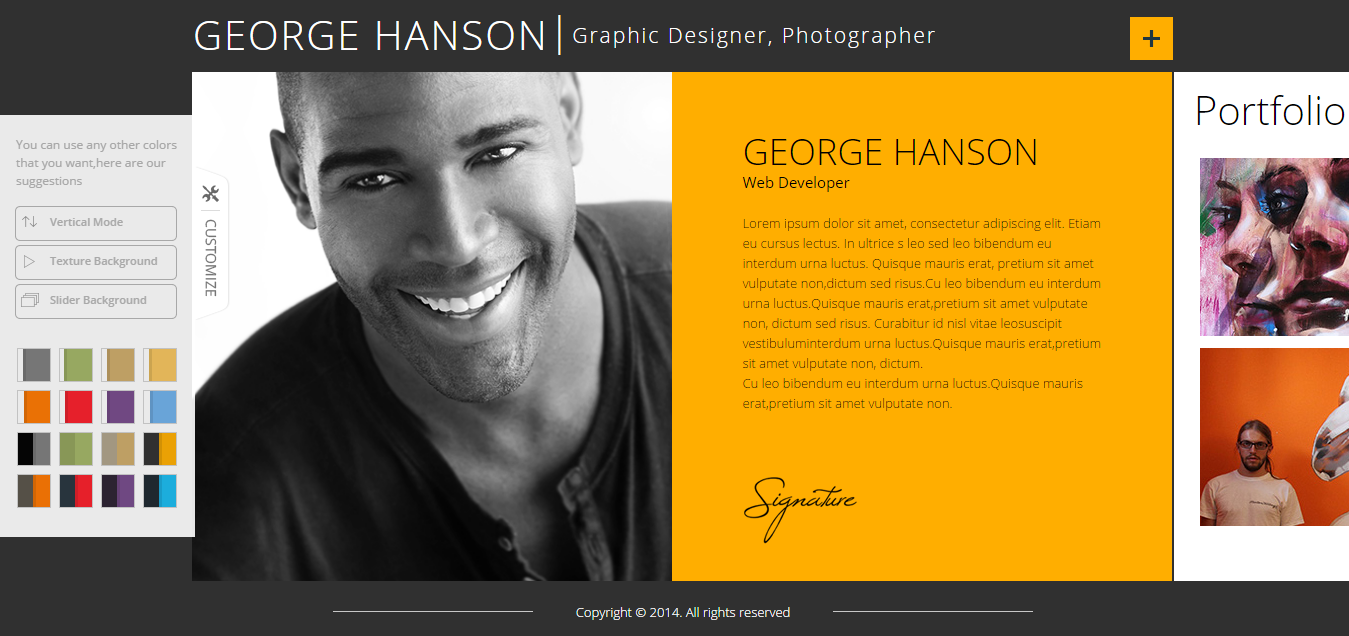 GEORGE HANSON
Graphic Designer, Photographer
+
You can use any other colors
that you want,here are our
suggestions
Vertical Mode
Texture Background
Slider Background
CUSTOMIZE
GEORGE HANSON
Web Developer
Lorem ipsum dolor sit amet, consectetur adipiscing elit. Etiam
eu cursus lectus. In ultrice s leo sed leo bibendum eu
interdum urna luctus. Quisque mauris erat, pretium sit amet
vulputate non,dictum sed risus.Cu leo bibendum eu interdum
urna luctus.Quisque mauris erat,pretium sit amet vulputate
non, dictum sed risus. Curabitur id nisl vitae leosuscipit
vestibuluminterdum urna luctus.Quisque mauris erat,pretium
sit amet vulputate non, dictum.
Cu leo bibendum eu interdum urna luctus.Quisque mauris
erat,pretium sit amet vulputate non.
Signature
Portfolio
Copyright © 2014. All rights reserved